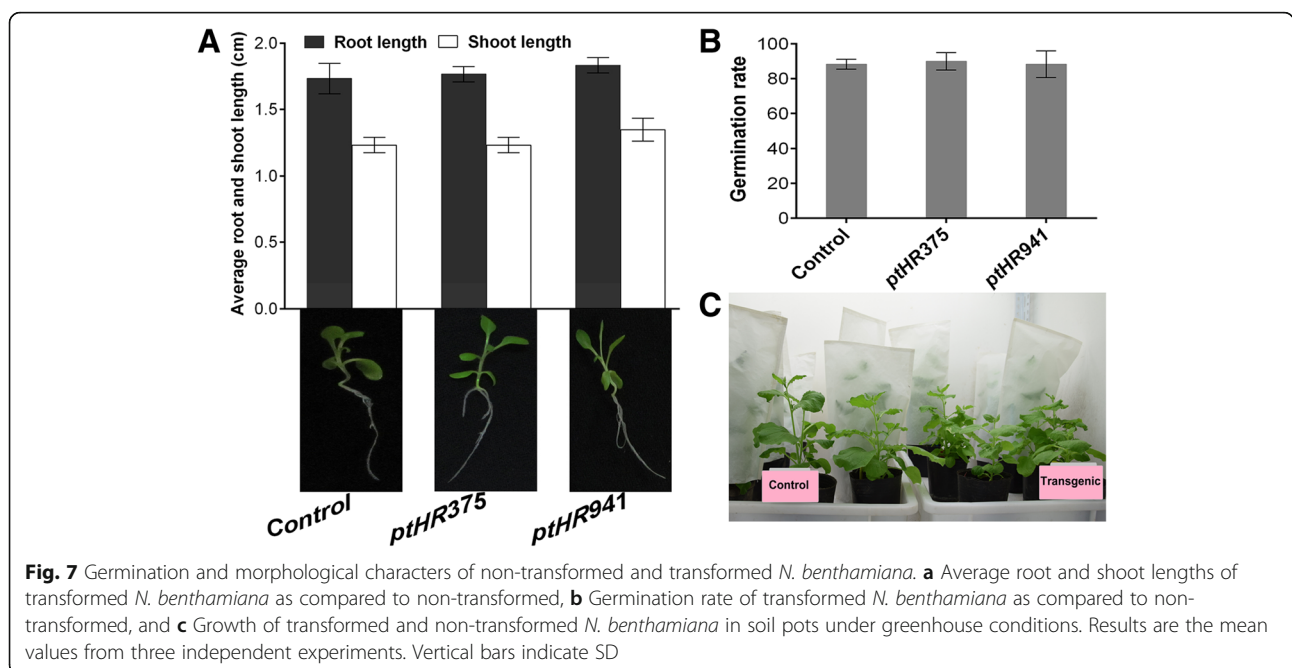 A
Root length
Shoot length
Average root and shoot length (cm)
2.0
1.5
1.0
0.5
0.0
Control
ptHR375
ptHR941
B
Germination rate
100
80
60
40
20
0
Control
ptHR375
ptHR941
C
Control
Transgenic
Fig. 7 Germination and morphological characters of non-transformed and transformed N. benthamiana. a Average root and shoot lengths of
transformed N. benthamiana as compared to non-transformed, b Germination rate of transformed N. benthamiana as compared to non-
transformed, and c Growth of transformed and non-transformed N. benthamiana in soil pots under greenhouse conditions. Results are the mean
values from three independent experiments. Vertical bars indicate SD